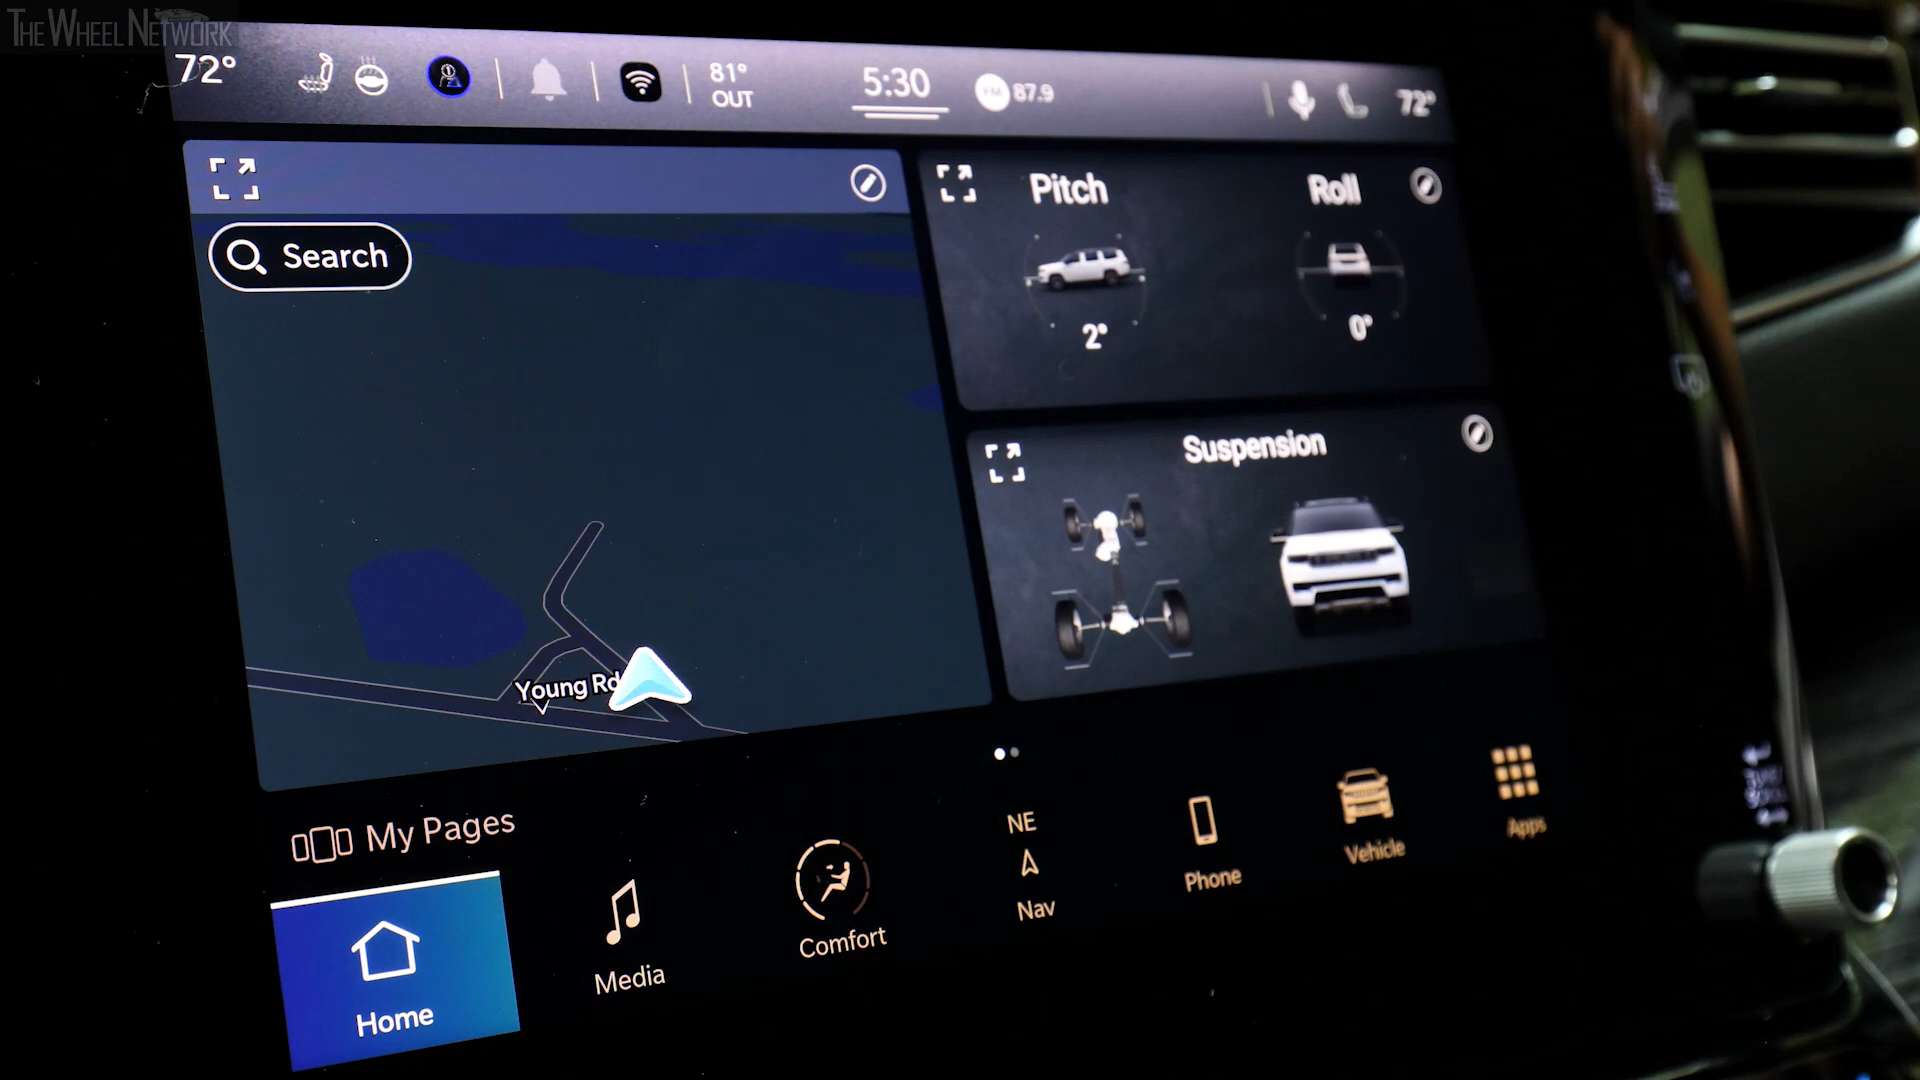 THE WHEEL NETWORK
72°
81°
OUT
5:30
FM 87.9
72°
Search
Pitch
Roll
2°
0°
Suspension
Young Rd
My Pages
Home
Media
Comfort
NE
Nav
Phone
Vehicle
Apps